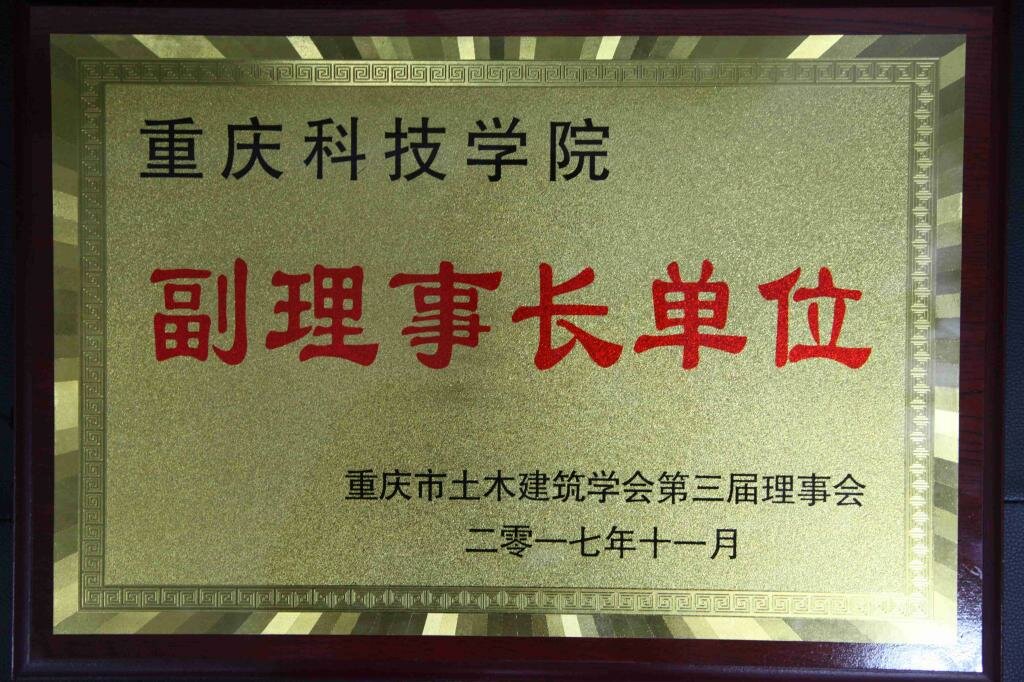 重庆科技学院
副理事长单位
重庆市土木建筑学会第三届理事会
二零一七年十一月